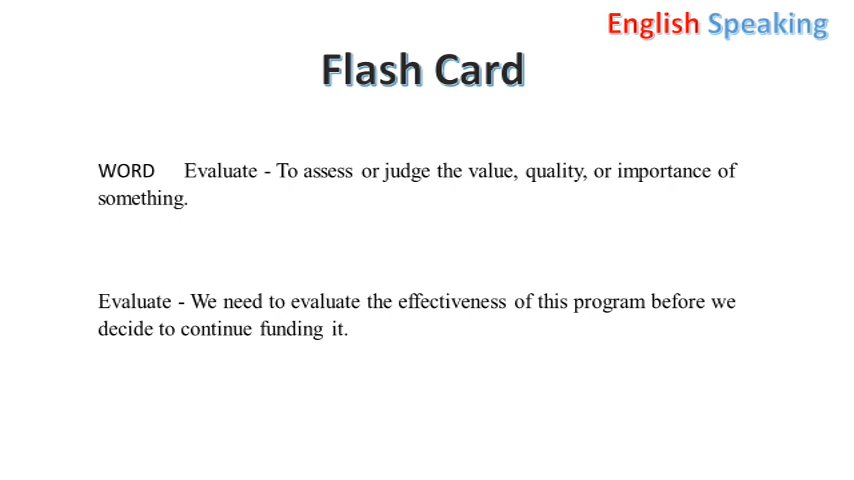 English Speaking
Flash Card
WORD Evaluate - To assess or judge the value, quality, or importance of
something.
Evaluate - We need to evaluate the effectiveness of this program before we
decide to continue funding it.